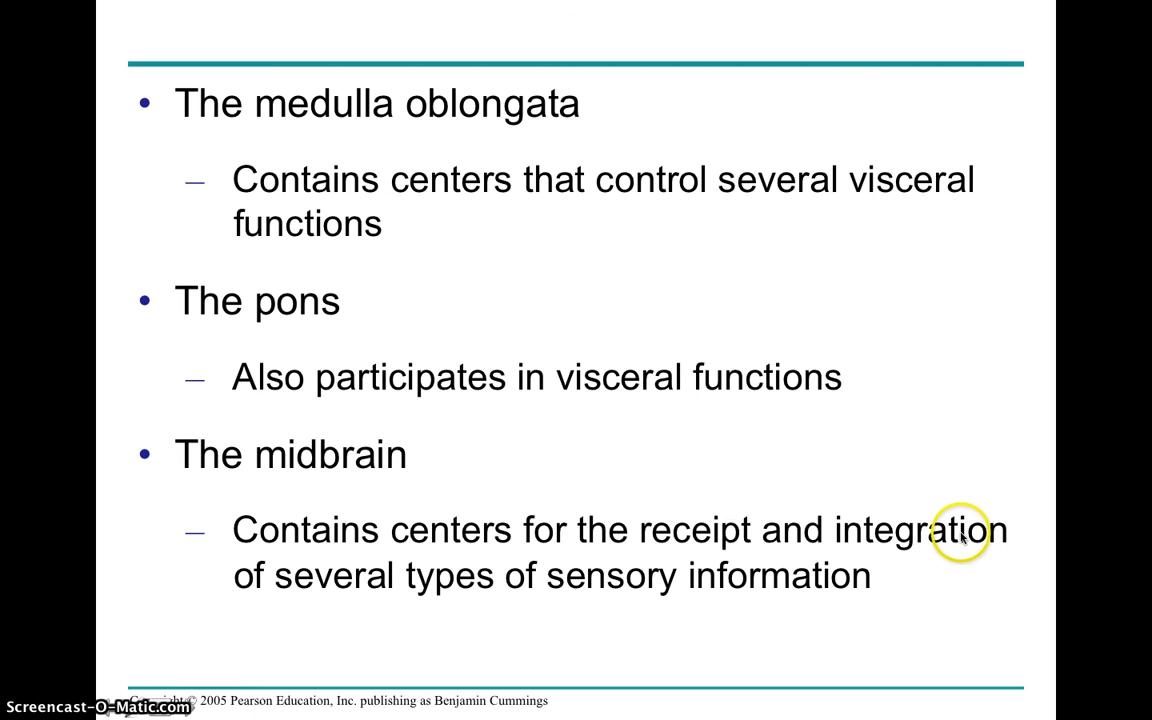 • The medulla oblongata
– Contains centers that control several visceral
functions
• The pons
– Also participates in visceral functions
• The midbrain
– Contains centers for the receipt and integration
of several types of sensory information
© 2005 Pearson Education, Inc. publishing as Benjamin Cummings
Screencast-O-Matic.com